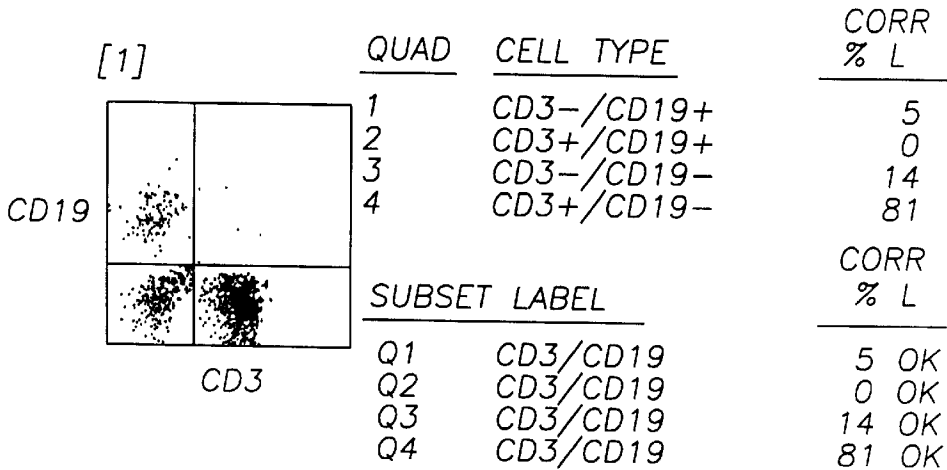 [1]
QUAD CELL TYPE CORR % L
1 CD3-/CD19+ 5
2 CD3+/CD19+ 0
3 CD3-/CD19- 14
4 CD3+/CD19- 81
CD19
CD3
SUBSET LABEL CORR % L
Q1 CD3/CD19 5 OK
Q2 CD3/CD19 0 OK
Q3 CD3/CD19 14 OK
Q4 CD3/CD19 81 OK